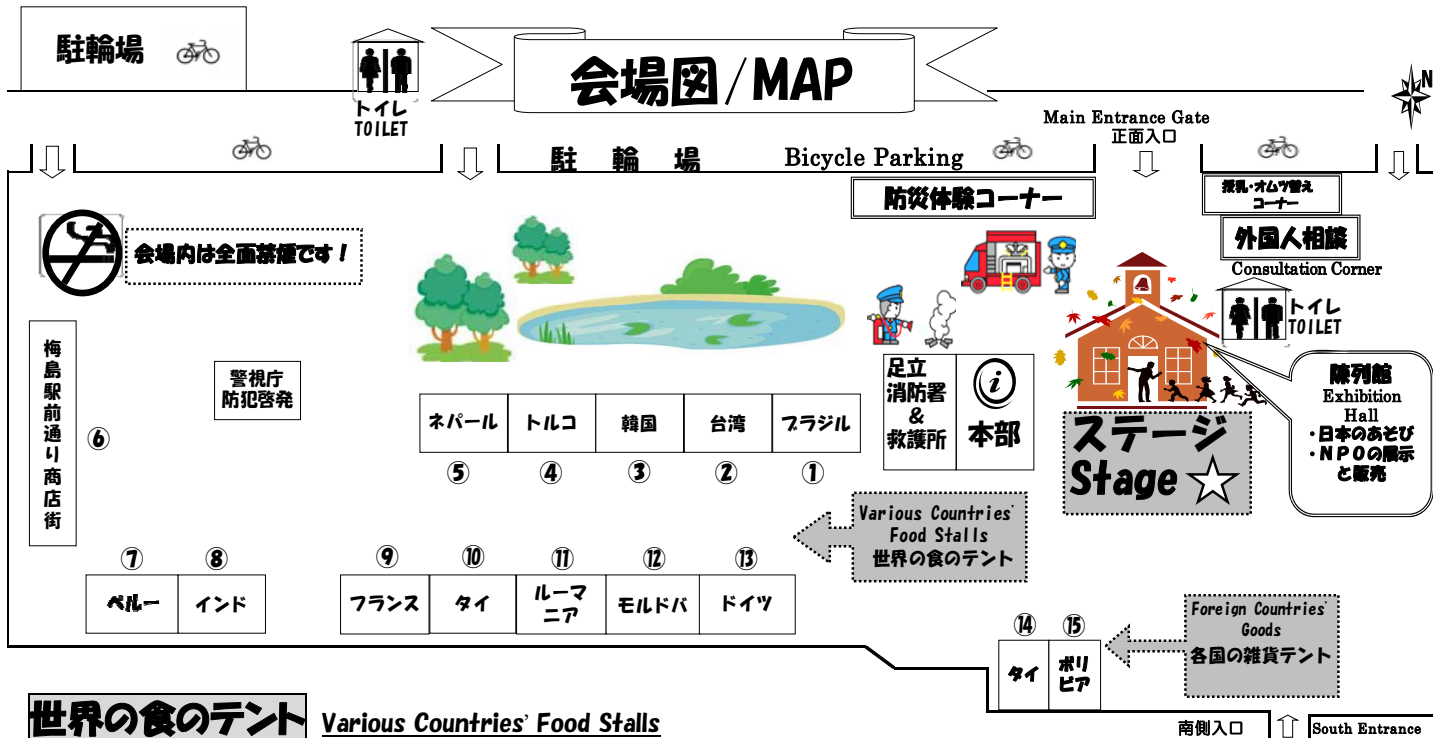 駐輪場
トイレ
TOILET
会場図/MAP
N
Main Entrance Gate
正面入口
駐輪場 Bicycle Parking
防災体験コーナー
授乳・オムツ替え
コーナー
外国人相談
Consultation Corner
トイレ
TOILET
会場内は全面禁煙です!
梅島駅前通り商店街
⑥
警視庁
防犯啓発
ネパール
トルコ
韓国
台湾
ブラジル
⑤
④
③
②
①
足立
消防署
&
救護所
i
本部
ステージ
Stage ☆
陳列館
Exhibition
Hall
・日本のあそび
・NPOの展示
と販売
Various Countries'
Food Stalls
世界の食のテント
⑦
⑧
⑨
⑩
⑪
⑫
⑬
ペルー
インド
フランス
タイ
ルーマ
ニア
モルドバ
ドイツ
⑭
⑮
タイ
ボリ
ビア
Foreign Countries'
Goods
各国の雑貨テント
世界の食のテント Various Countries' Food Stalls
南側入口
South Entrance